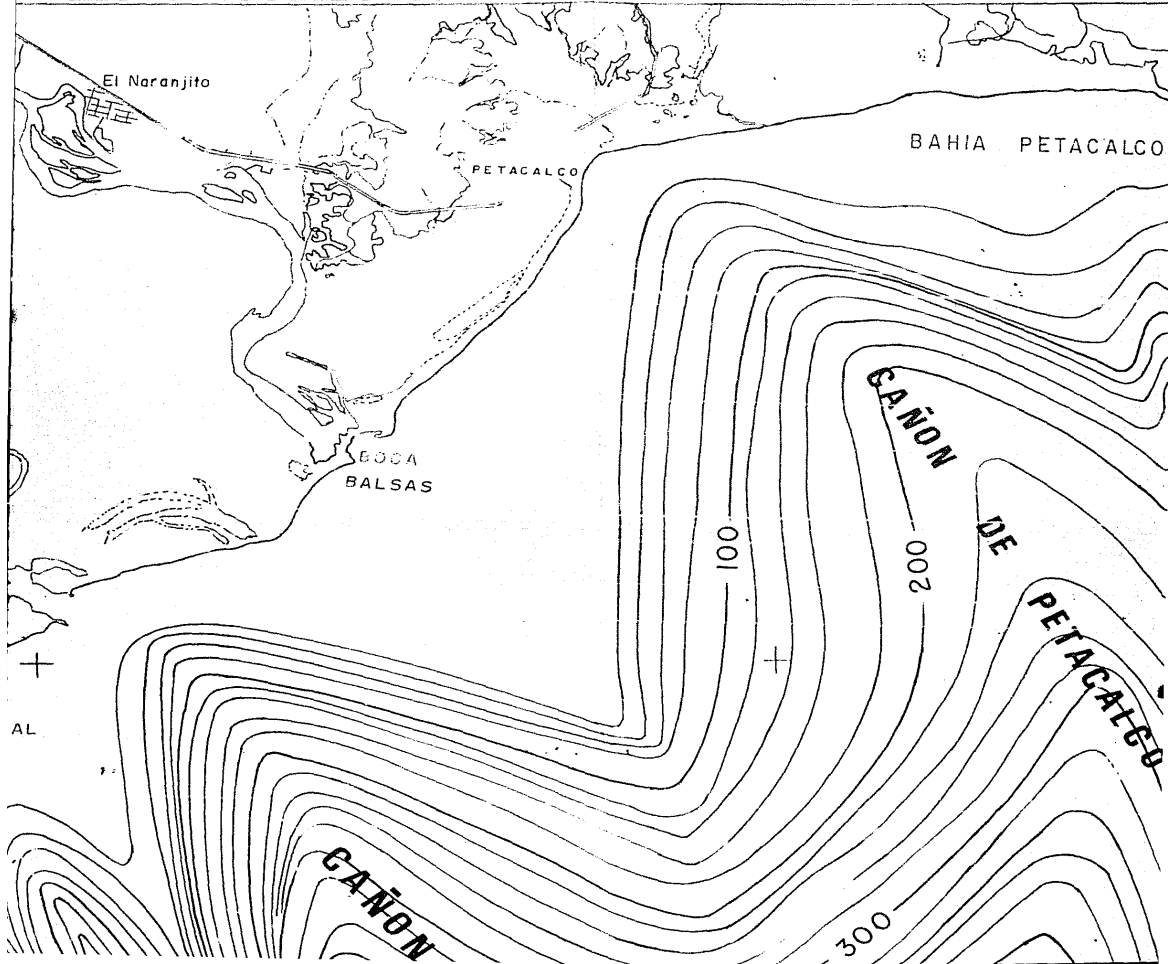 El Naranjito
BAHIA PETACALCO
PETACALCO
CAÑON DE PETACALCO
BOCA
BALSAS
100
200
AL
CAÑON
300